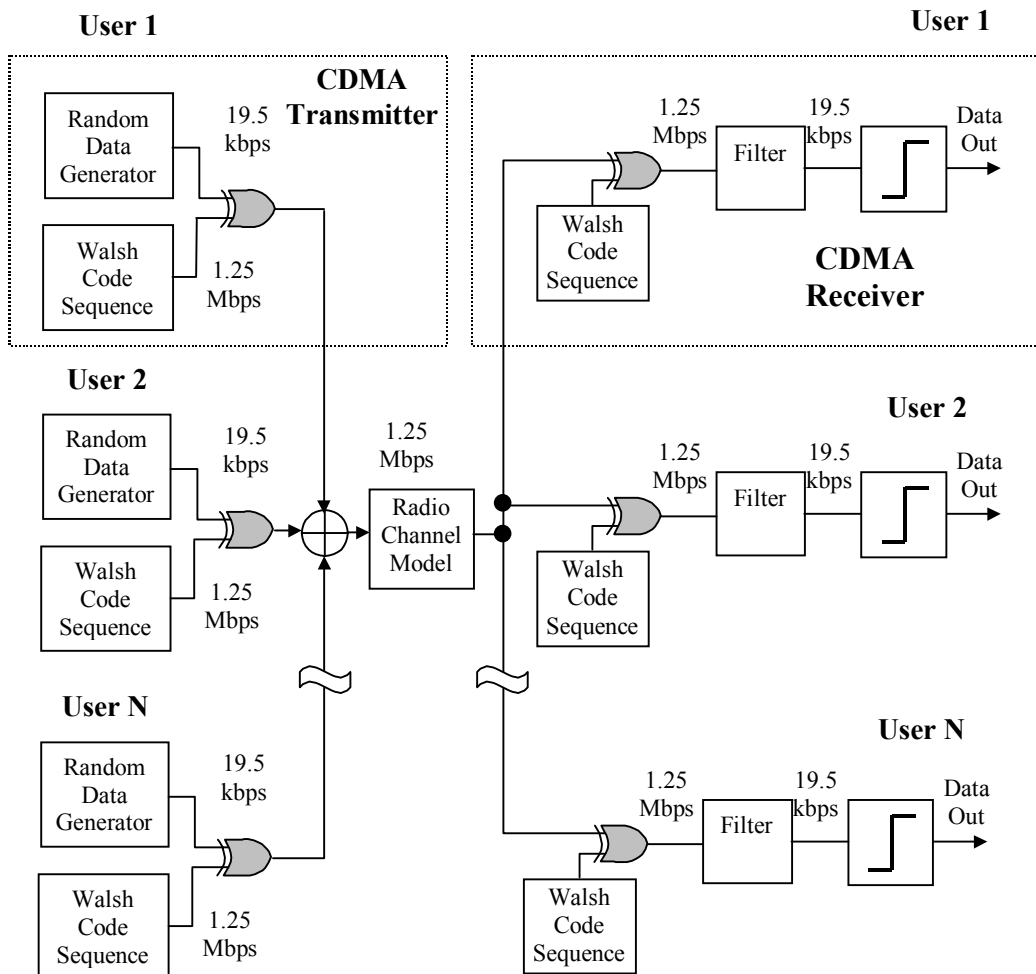 User 1
User 1
CDMA
Transmitter
Random
Data
Generator
19.5
kbps
Walsh
Code
Sequence
1.25
Mbps
1.25
Mbps
Filter
19.5
kbps
Data
Out
Walsh
Code
Sequence
CDMA
Receiver
User 2
Random
Data
Generator
19.5
kbps
Walsh
Code
Sequence
1.25
Mbps
1.25
Mbps
Radio
Channel
Model
User 2
1.25
Mbps
Filter
19.5
kbps
Data
Out
Walsh
Code
Sequence
User N
Random
Data
Generator
19.5
kbps
Walsh
Code
Sequence
1.25
Mbps
User N
1.25
Mbps
Filter
19.5
kbps
Data
Out
Walsh
Code
Sequence